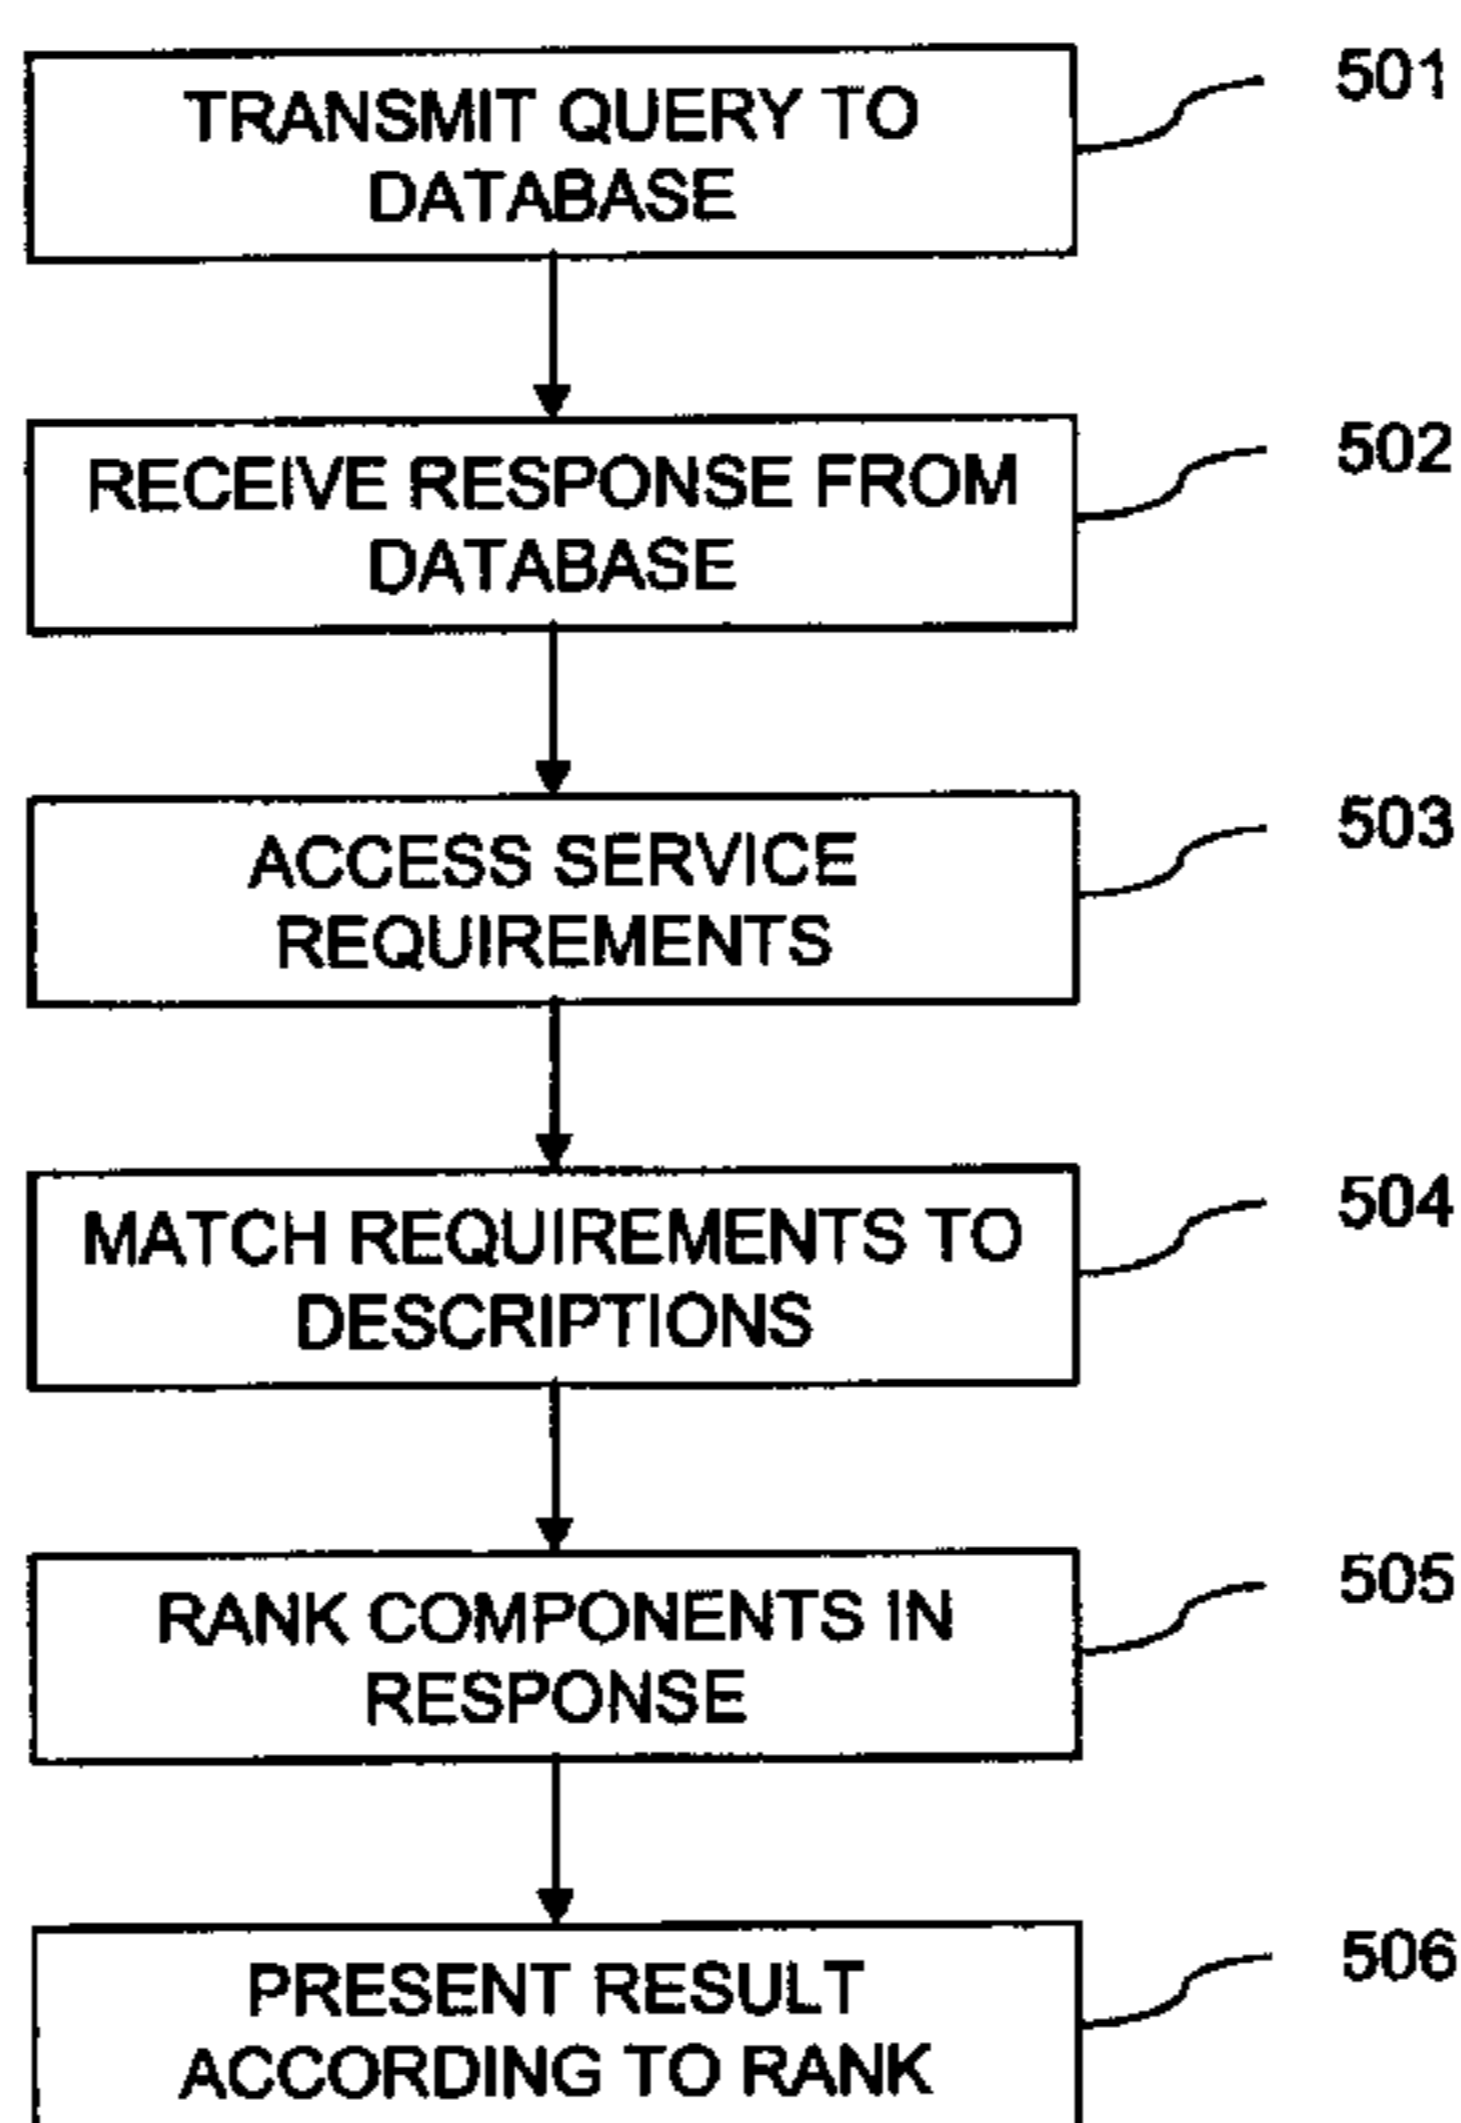 TRANSMIT QUERY TO
DATABASE
501
RECEIVE RESPONSE FROM
DATABASE
502
ACCESS SERVICE
REQUIREMENTS
503
MATCH REQUIREMENTS TO
DESCRIPTIONS
504
RANK COMPONENTS IN
RESPONSE
505
PRESENT RESULT
ACCORDING TO RANK
506